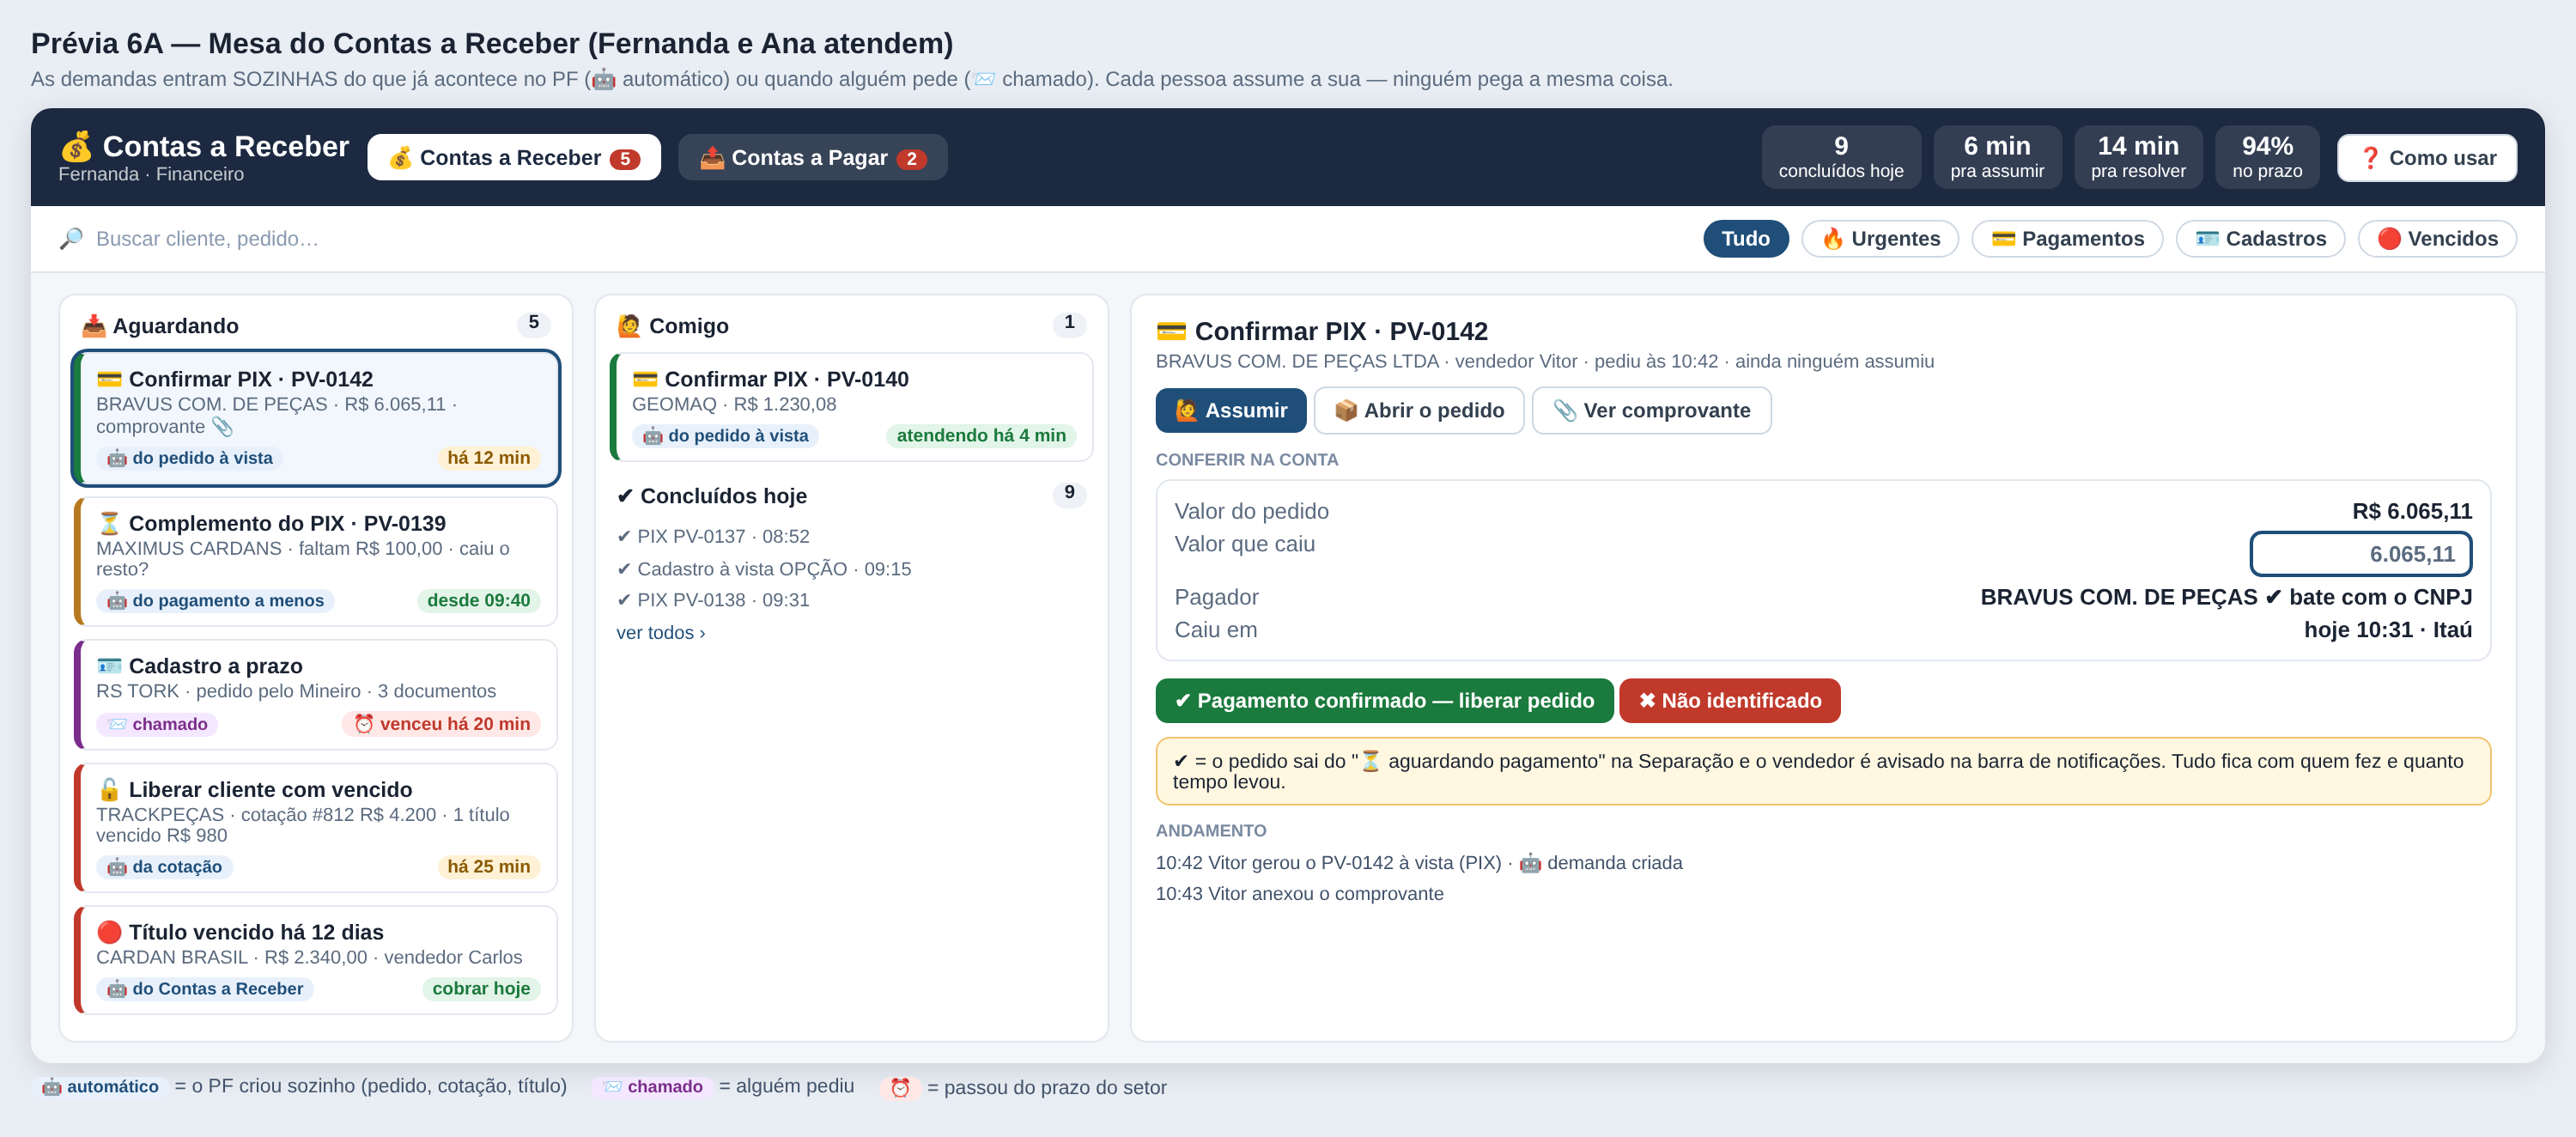 Prévia 6A — Mesa do Contas a Receber (Fernanda e Ana atendem)
As demandas entram SOZINHAS do que já acontece no PF (🤖 automático) ou quando alguém pede (📨 chamado). Cada pessoa assume a sua — ninguém pega a mesma coisa.
💰 Contas a Receber
Fernanda · Financeiro
💰 Contas a Receber 5
📤 Contas a Pagar 2
9
concluídos hoje
6 min
pra assumir
14 min
pra resolver
94%
no prazo
❓ Como usar
🔎 Buscar cliente, pedido…
Tudo
🔥 Urgentes
💳 Pagamentos
🪪 Cadastros
🔴 Vencidos
📥 Aguardando 5
💳 Confirmar PIX · PV-0142
BRAVUS COM. DE PEÇAS · R$ 6.065,11 ·
comprovante 📎
🤖 do pedido à vista há 12 min
⏳ Complemento do PIX · PV-0139
MAXIMUS CARDANS · faltam R$ 100,00 · caiu o
resto?
🤖 do pagamento a menos desde 09:40
🪪 Cadastro a prazo
RS TORK · pedido pelo Mineiro · 3 documentos
📨 chamado ⏰ venceu há 20 min
🔓 Liberar cliente com vencido
TRACKPEÇAS · cotação #812 R$ 4.200 · 1 título
vencido R$ 980
🤖 da cotação há 25 min
🔴 Título vencido há 12 dias
CARDAN BRASIL · R$ 2.340,00 · vendedor Carlos
🤖 do Contas a Receber cobrar hoje
🙋 Comigo 1
💳 Confirmar PIX · PV-0140
GEOMAQ · R$ 1.230,08
🤖 do pedido à vista atendendo há 4 min
✔ Concluídos hoje 9
✔ PIX PV-0137 · 08:52
✔ Cadastro à vista OPÇÃO · 09:15
✔ PIX PV-0138 · 09:31
ver todos ›
💳 Confirmar PIX · PV-0142
BRAVUS COM. DE PEÇAS LTDA · vendedor Vitor · pediu às 10:42 · ainda ninguém assumiu
🙋 Assumir
📦 Abrir o pedido
📎 Ver comprovante
CONFERIR NA CONTA
Valor do pedido R$ 6.065,11
Valor que caiu 6.065,11
Pagador BRAVUS COM. DE PEÇAS ✔ bate com o CNPJ
Caiu em hoje 10:31 · Itaú
✔ Pagamento confirmado — liberar pedido
✖ Não identificado
✔ = o pedido sai do "⏳ aguardando pagamento" na Separação e o vendedor é avisado na barra de notificações. Tudo fica com quem fez e quanto
tempo levou.
ANDAMENTO
10:42 Vitor gerou o PV-0142 à vista (PIX) · 🤖 demanda criada
10:43 Vitor anexou o comprovante
🤖 automático = o PF criou sozinho (pedido, cotação, título) 📨 chamado = alguém pediu ⏰ = passou do prazo do setor